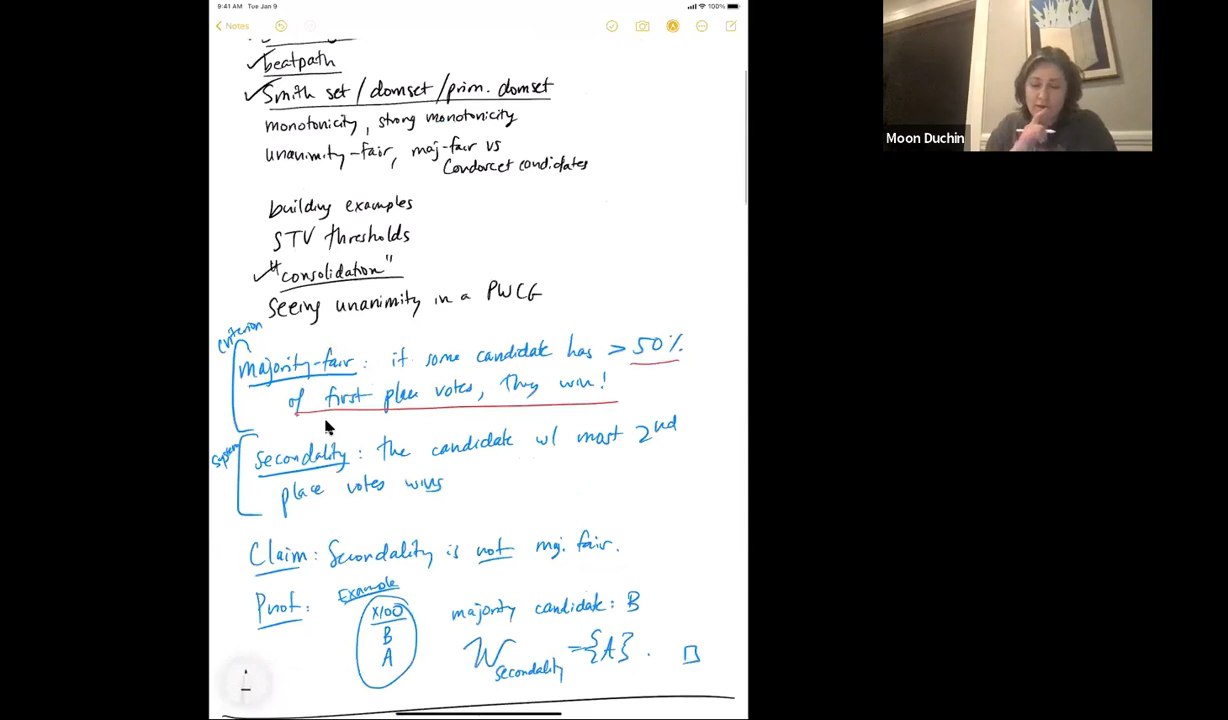 9:41 AM Tue Jan 9
100%
Notes
beatpath
Smith set / domset / prim. domset
monotonicity, strong monotonicity
unanimity-fair, maj-fair vs
Condorcet candidates
building examples
STV thresholds
"consolidation"
Seeing unanimity in a PWCG
criterion
majority-fair: if some candidate has > 50%
of first place votes, they win!
system
secondality: the candidate w/ most 2nd
place votes wins
Claim: Secondality is not maj. fair.
Proof:
Example
x100
B
A
majority candidate: B
W secondality = {A}.
Moon Duchin